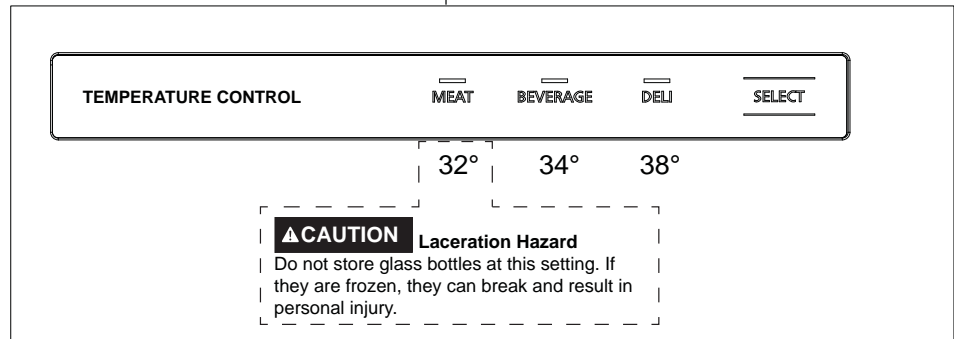 TEMPERATURE CONTROL MEAT BEVERAGE DELI SELECT
32° 34° 38°
⚠CAUTION Laceration Hazard
Do not store glass bottles at this setting. If
they are frozen, they can break and result in
personal injury.